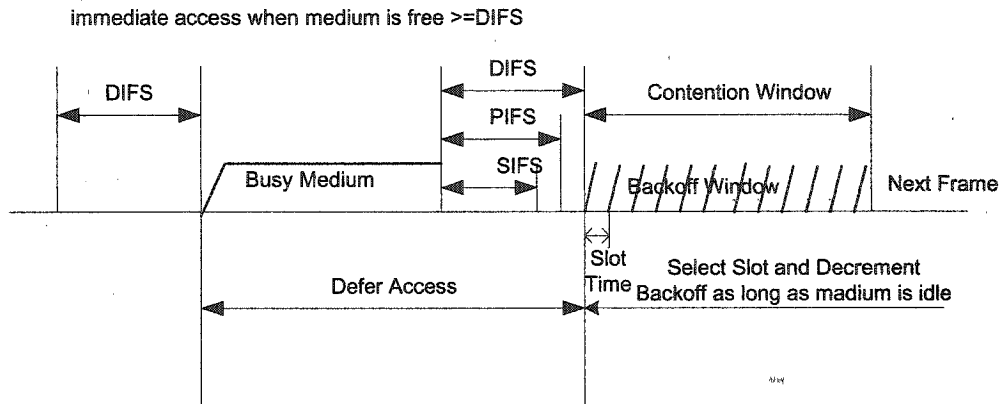 immediate access when medium is free >=DIFS
DIFS
DIFS
Contention Window
PIFS
SIFS
Busy Medium
Backoff Window
Next Frame
Slot
Time
Defer Access
Select Slot and Decrement
Backoff as long as madium is idle